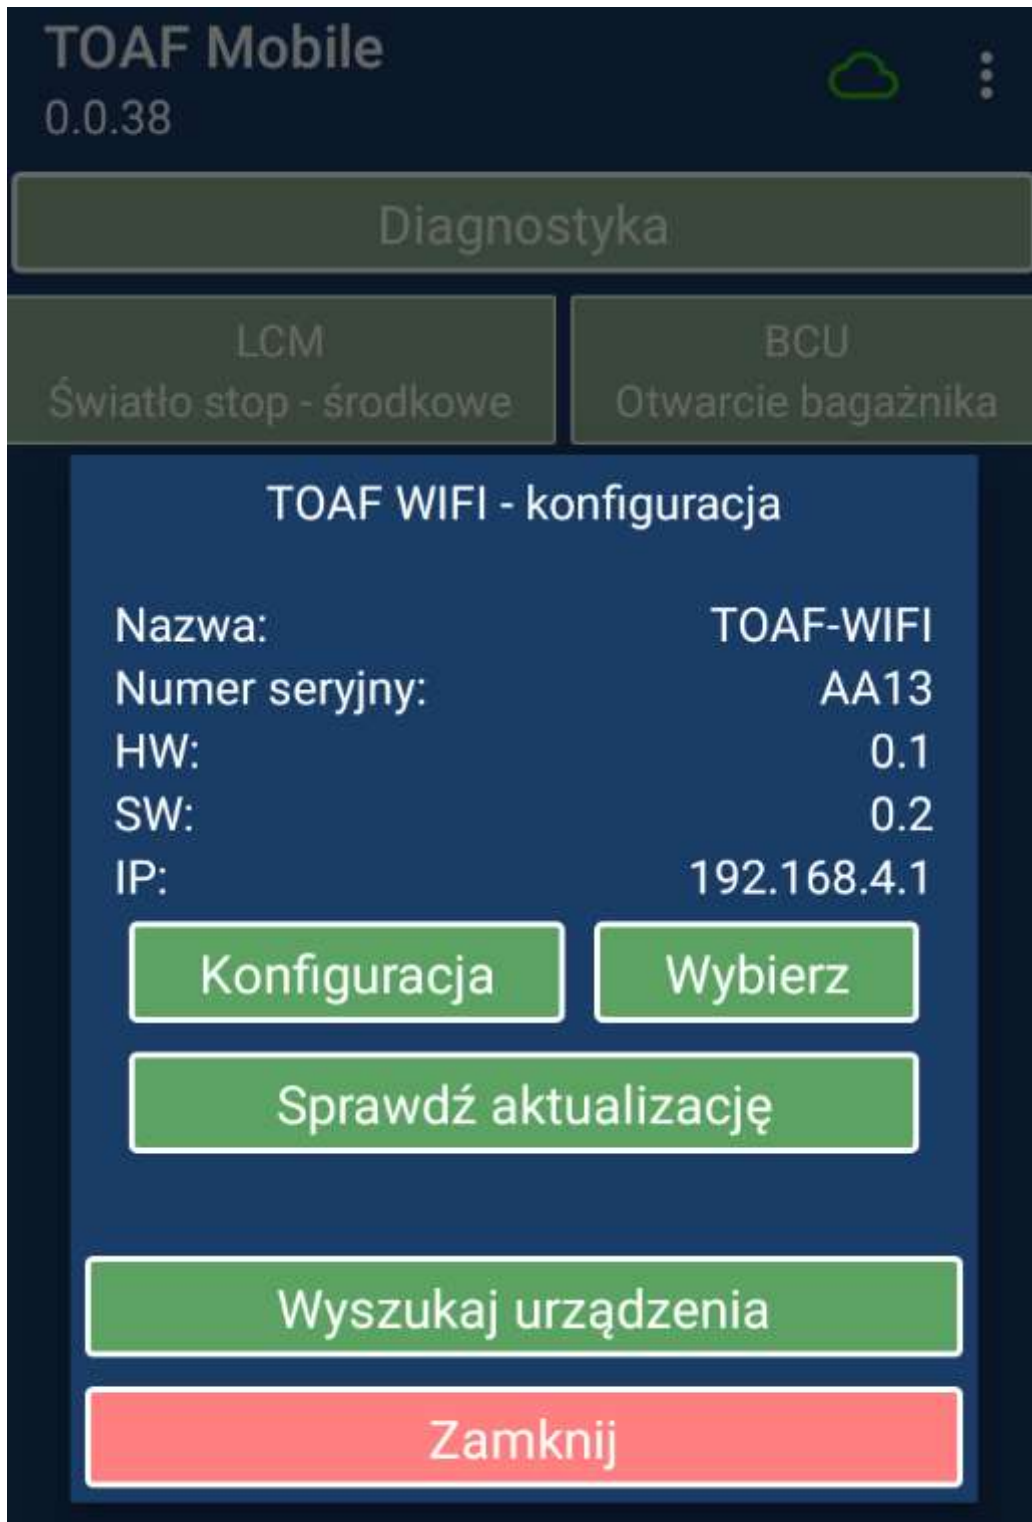 TOAF Mobile
0.0.38
Diagnostyka
LCM
Światło stop - środkowe
BCU
Otwarcie bagażnika
TOAF WIFI - konfiguracja
Nazwa: TOAF-WIFI
Numer seryjny: AA13
HW: 0.1
SW: 0.2
IP: 192.168.4.1
Konfiguracja
Wybierz
Sprawdź aktualizację
Wyszukaj urządzenia
Zamknij